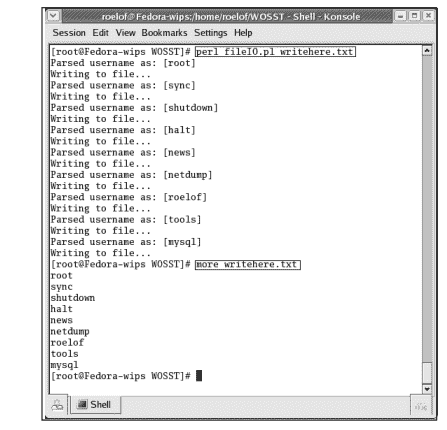 roelof@Fedora-wips:/home/roelof/WOSST - Shell - Konsole
Session Edit View Bookmarks Settings Help
[root@Fedora-wips WOSST]# perl fileIO.pl writehere.txt
Parsed username as: [root]
Writing to file...
Parsed username as: [sync]
Writing to file...
Parsed username as: [shutdown]
Writing to file...
Parsed username as: [halt]
Writing to file...
Parsed username as: [news]
Writing to file...
Parsed username as: [netdump]
Writing to file...
Parsed username as: [roelof]
Writing to file...
Parsed username as: [tools]
Writing to file...
Parsed username as: [mysql]
Writing to file...
[root@Fedora-wips WOSST]# more writehere.txt
root
sync
shutdown
halt
news
netdump
roelof
tools
mysql
[root@Fedora-wips WOSST]#
Shell